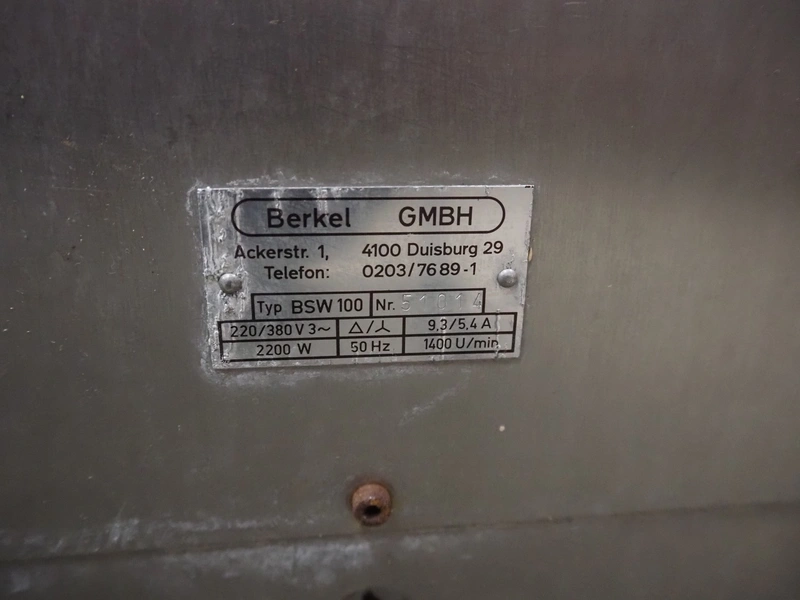 Berkel GMBH
Ackerstr. 1, 4100 Duisburg 29
Telefon: 0203/7689-1
Typ BSW 100 Nr. 51014
220/380 V 3~ △/⅄ 9,3/5,4 A
2200 W 50 Hz 1400 U/min